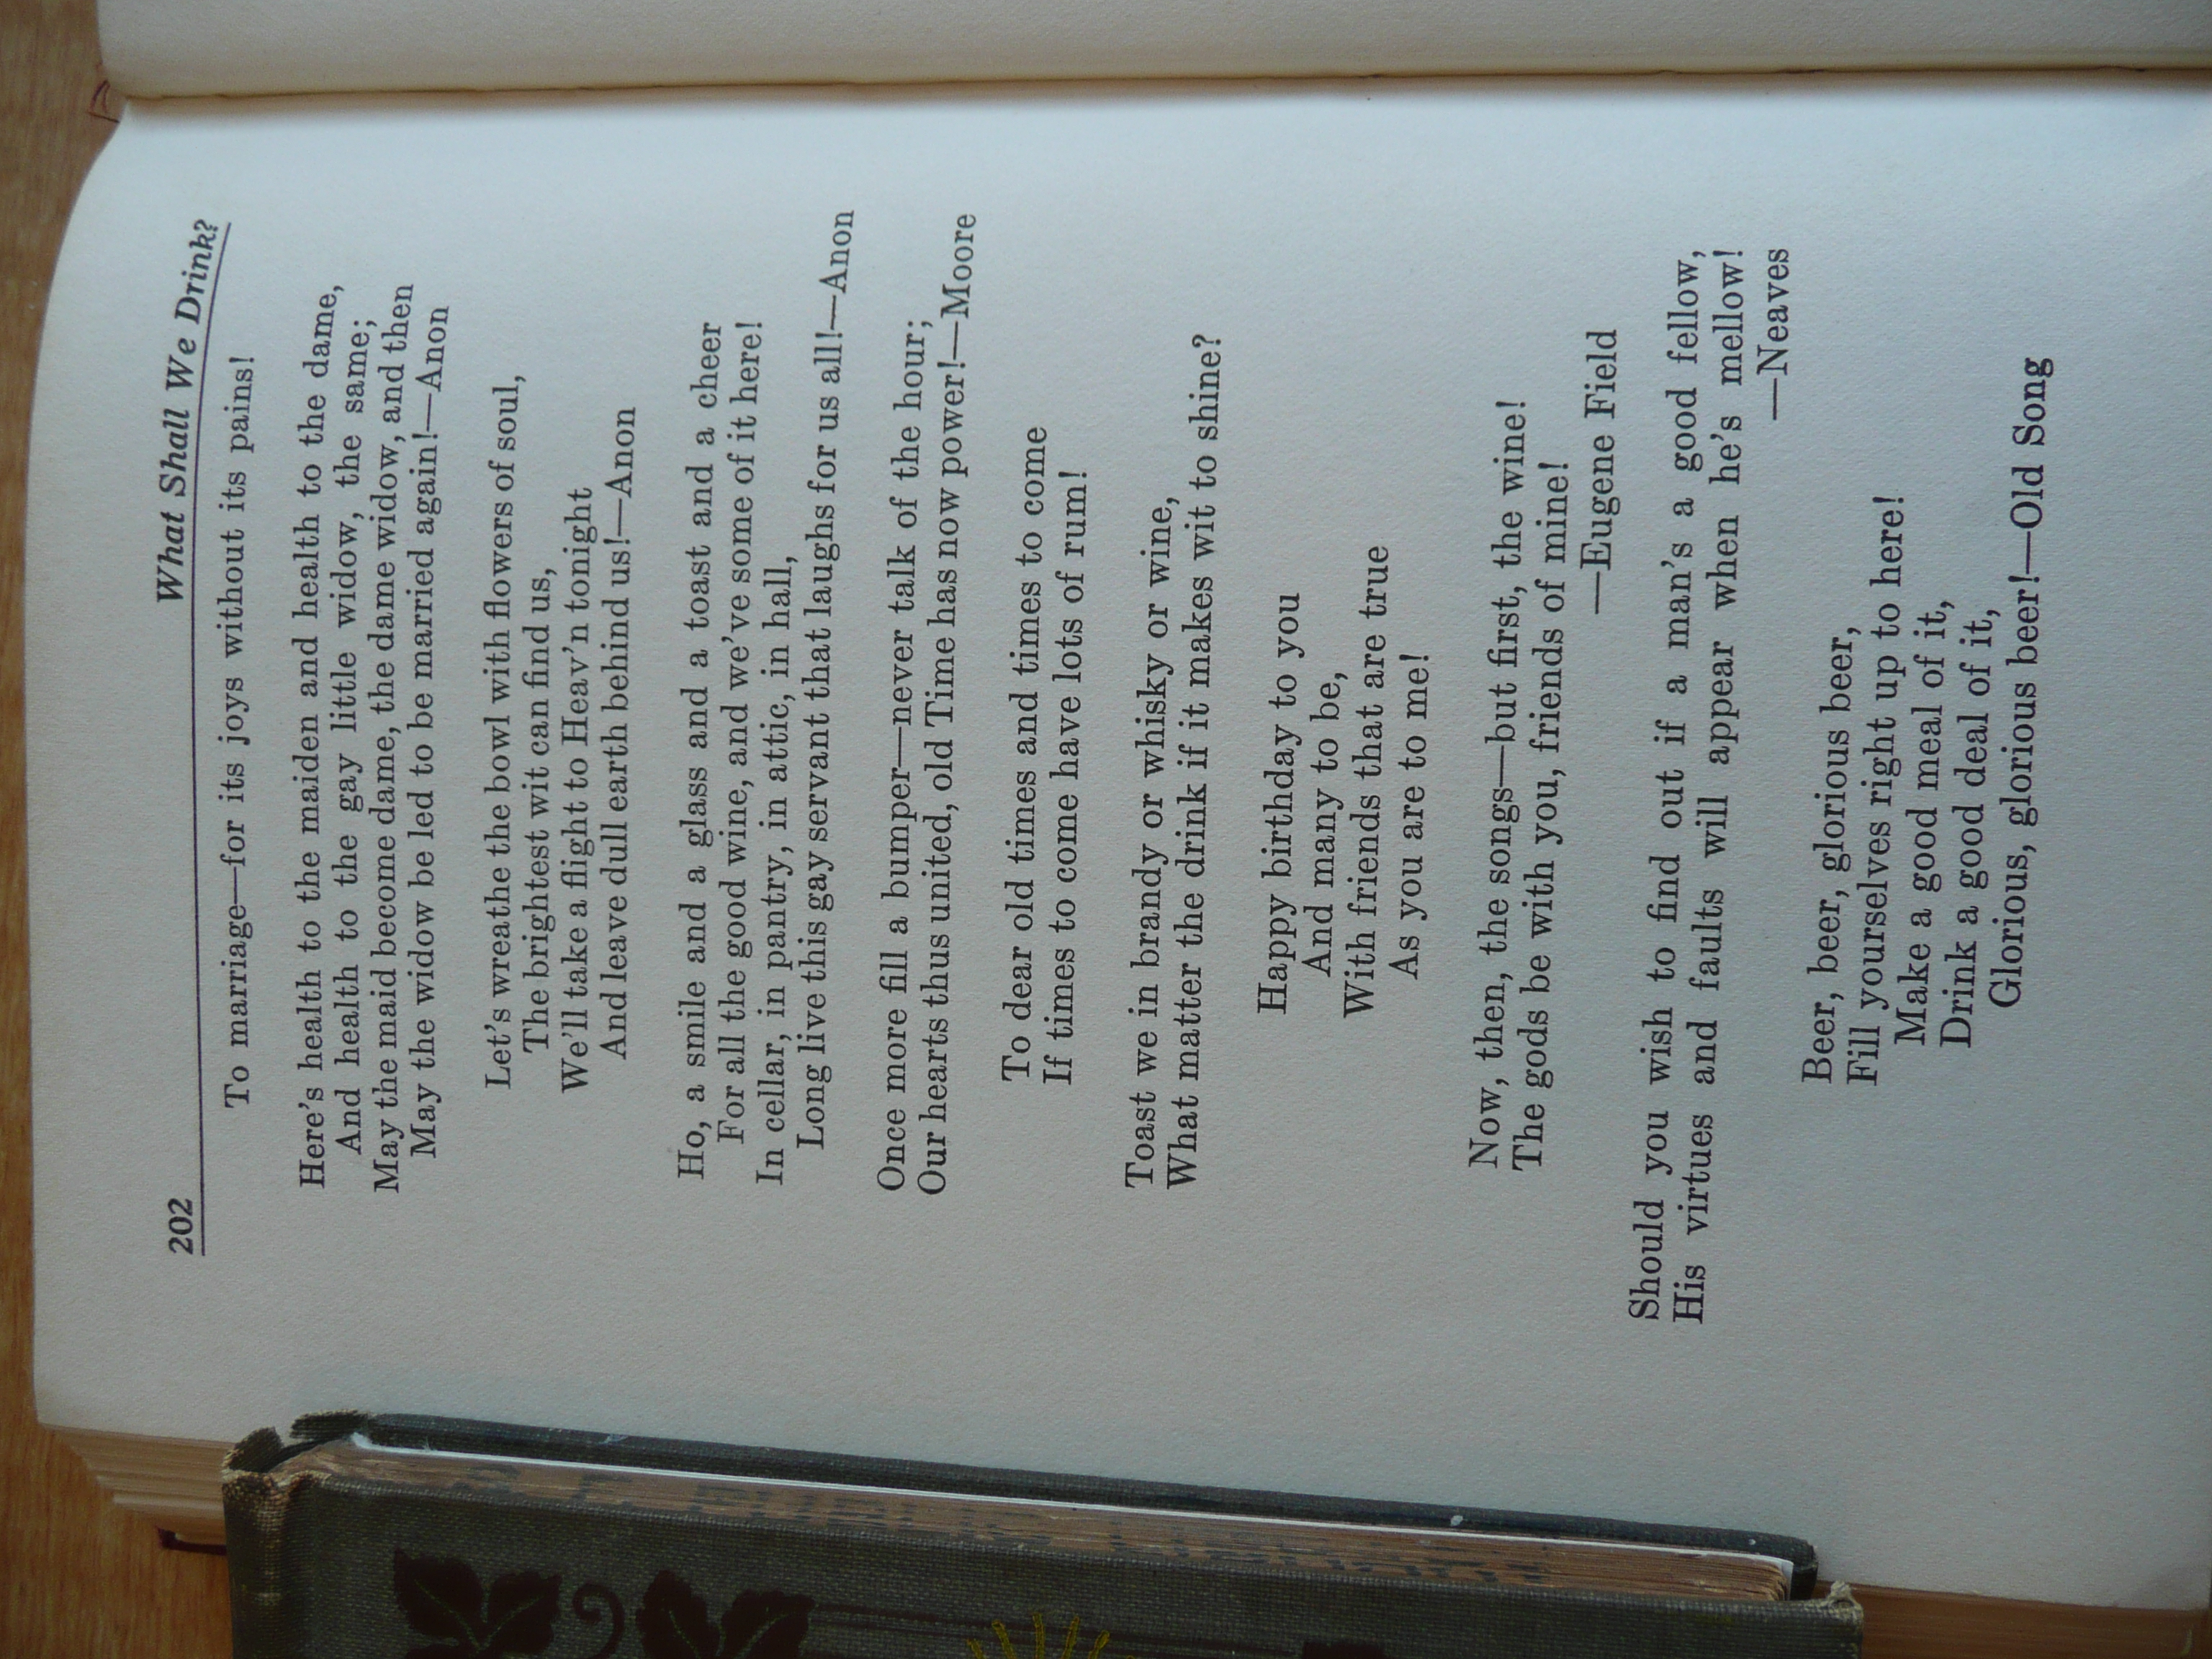 202 What Shall We Drink?
To marriage—for its joys without its pains!
Here's health to the maiden and health to the dame,
And health to the gay little widow, the same;
May the maid become dame, the dame widow, and then
May the widow be led to be married again!—Anon
Let's wreathe the bowl with flowers of soul,
The brightest wit can find us,
We'll take a flight to Heav'n tonight
And leave dull earth behind us!—Anon
Ho, a smile and a glass and a toast and a cheer
For all the good wine, and we've some of it here!
In cellar, in pantry, in attic, in hall,
Long live this gay servant that laughs for us all!—Anon
Once more fill a bumper—never talk of the hour;
Our hearts thus united, old Time has now power!—Moore
To dear old times and times to come
If times to come have lots of rum!
Toast we in brandy or whisky or wine,
What matter the drink if it makes wit to shine?
Happy birthday to you
And many to be,
With friends that are true
As you are to me!
Now, then, the songs—but first, the wine!
The gods be with you, friends of mine!
—Eugene Field
Should you wish to find out if a man's a good fellow,
His virtues and faults will appear when he's mellow!
—Neaves
Beer, beer, glorious beer,
Fill yourselves right up to here!
Make a good meal of it,
Drink a good deal of it,
Glorious, glorious beer!—Old Song